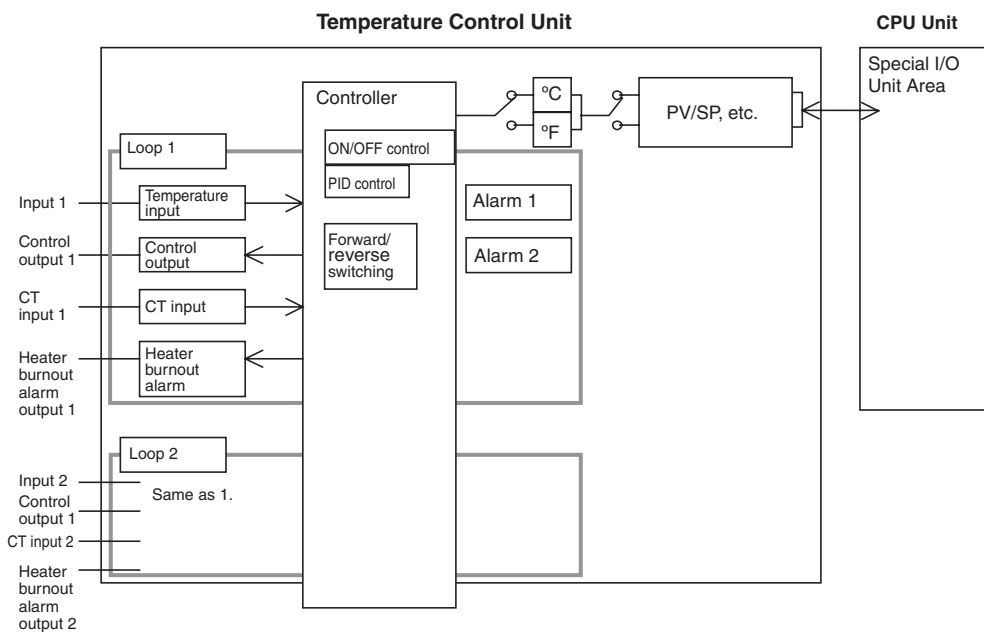 Temperature Control Unit
CPU Unit
Special I/O
Unit Area
Controller
ºC
ºF
PV/SP, etc.
Loop 1
ON/OFF control
PID control
Forward/
reverse
switching
Alarm 1
Alarm 2
Input 1
Temperature
input
Control
output 1
Control
output
CT
input 1
CT input
Heater
burnout
alarm
output 1
Heater
burnout
alarm
Loop 2
Same as 1.
Input 2
Control
output 1
CT input 2
Heater
burnout
alarm
output 2